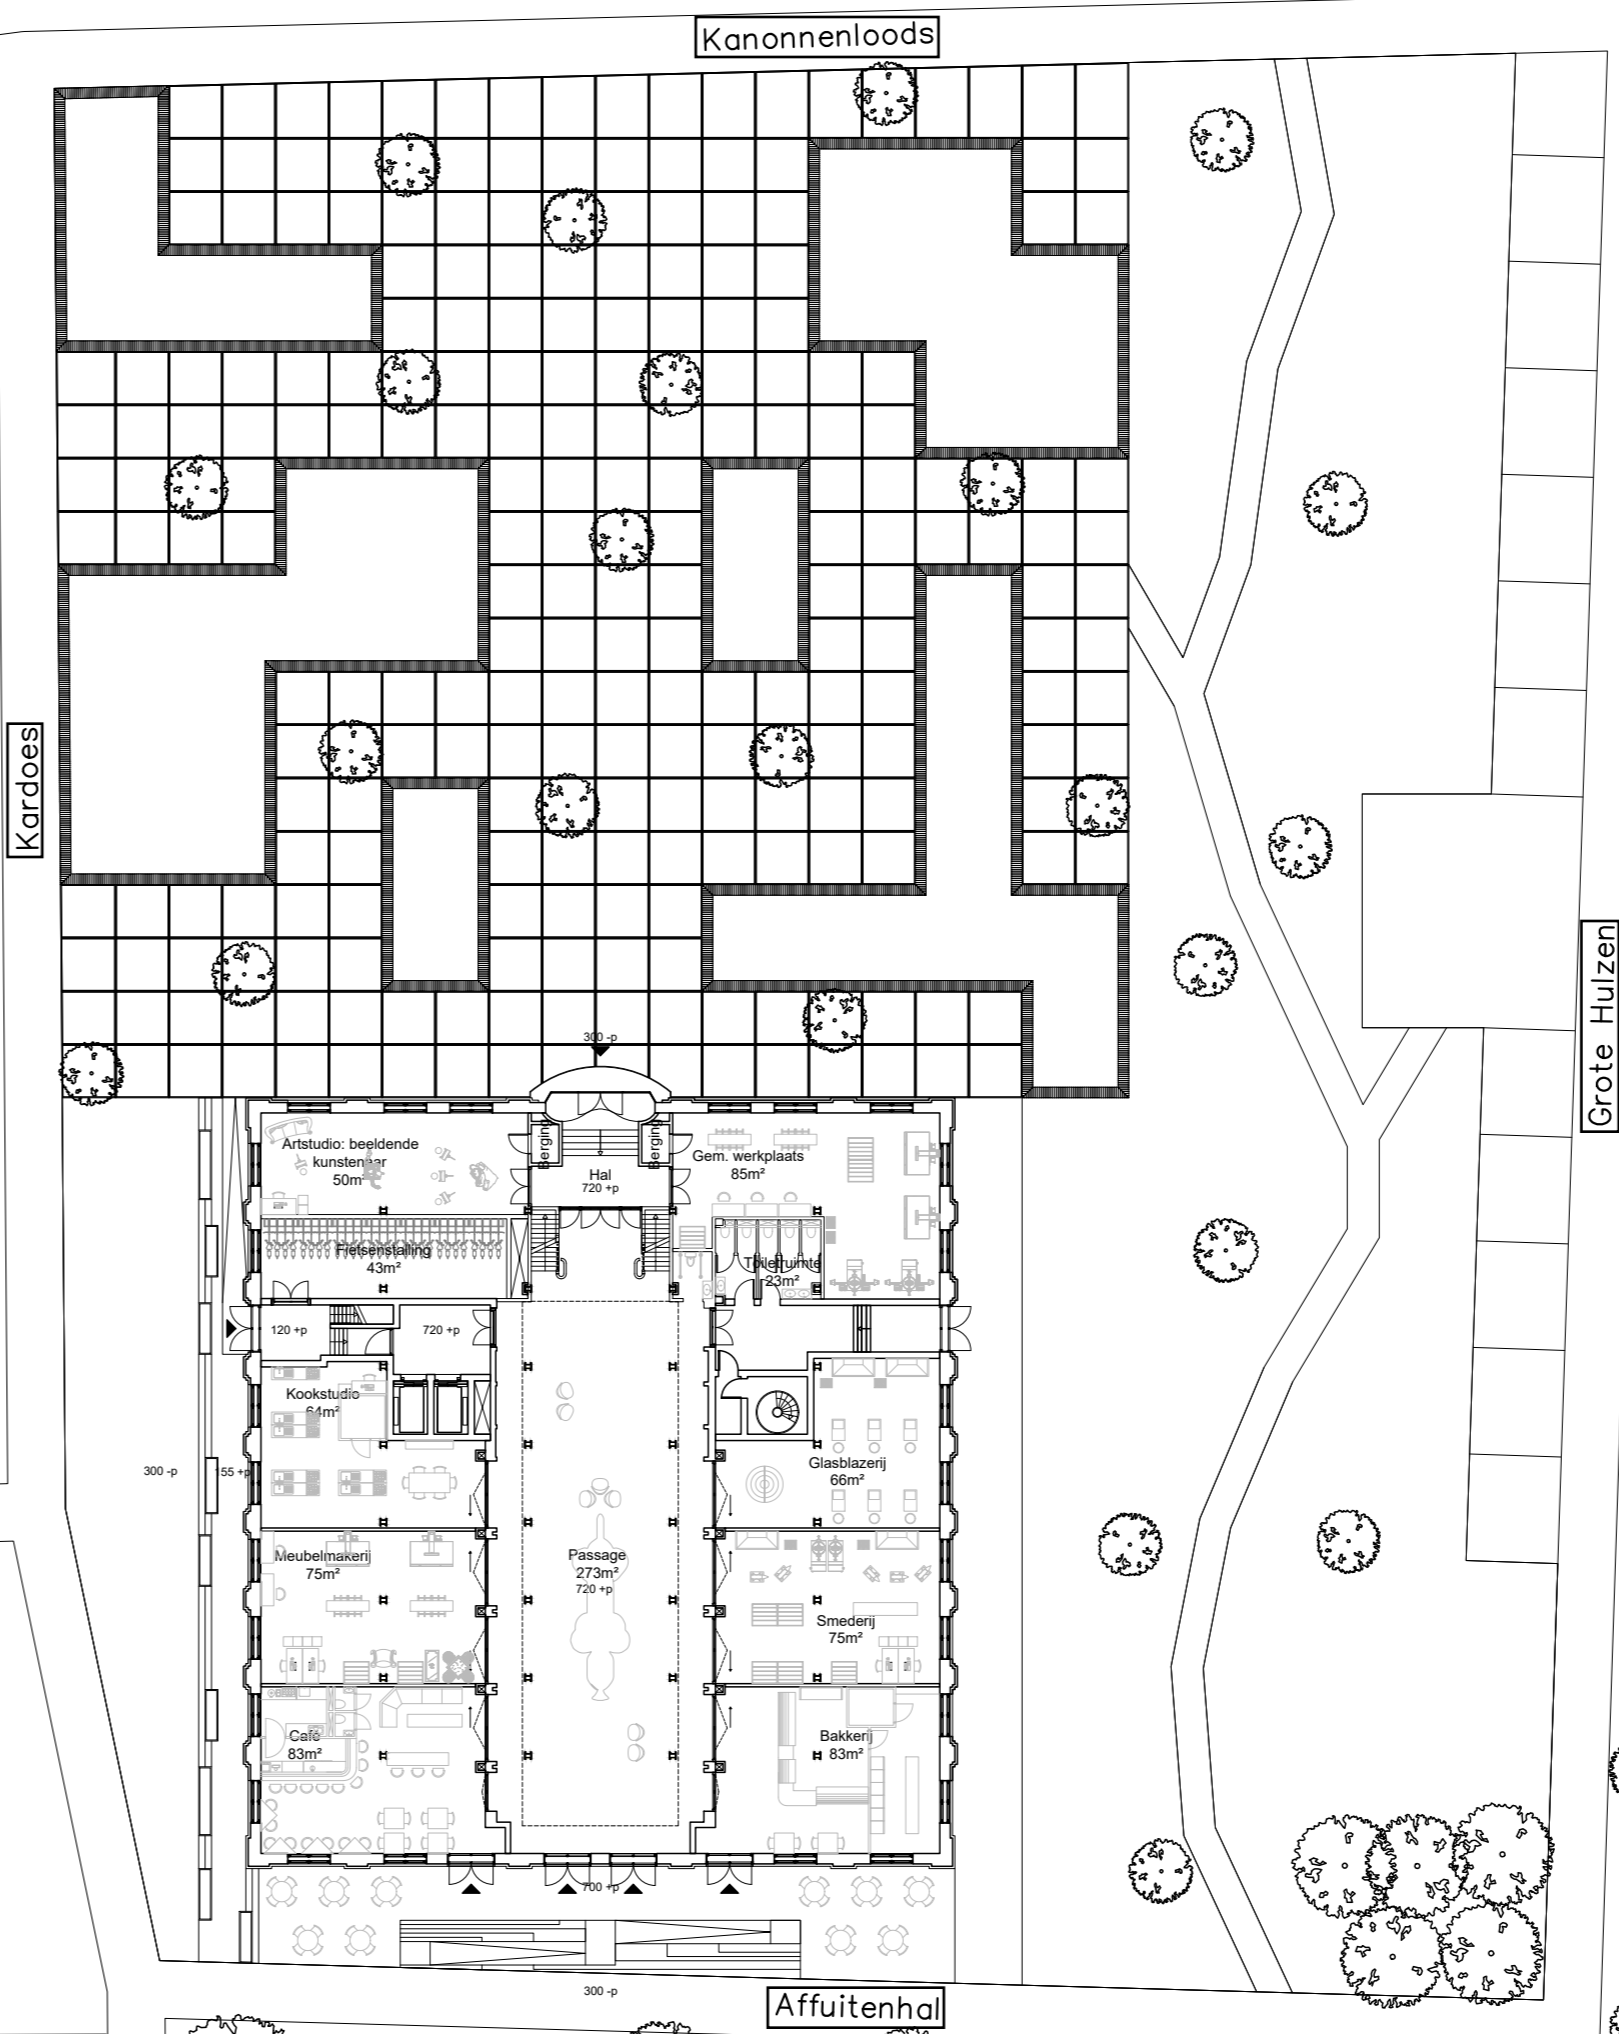 Kanonnenloods
Kardoes
Grote Hulzen
300 -p
Artstudio: beeldende
kunstenaar
50m²
Berging
Berging
Hal
720 +p
Gem. werkplaats
85m²
Fietsenstalling
43m²
Toiletruimte
23m²
120 +p
720 +p
Kookstudio
64m²
300 -p
155 +p
Glasblazerij
66m²
Meubelmakerij
75m²
Passage
273m²
720 +p
Smederij
75m²
Café
83m²
Bakkerij
83m²
700 +p
300 -p
Affuitenhal